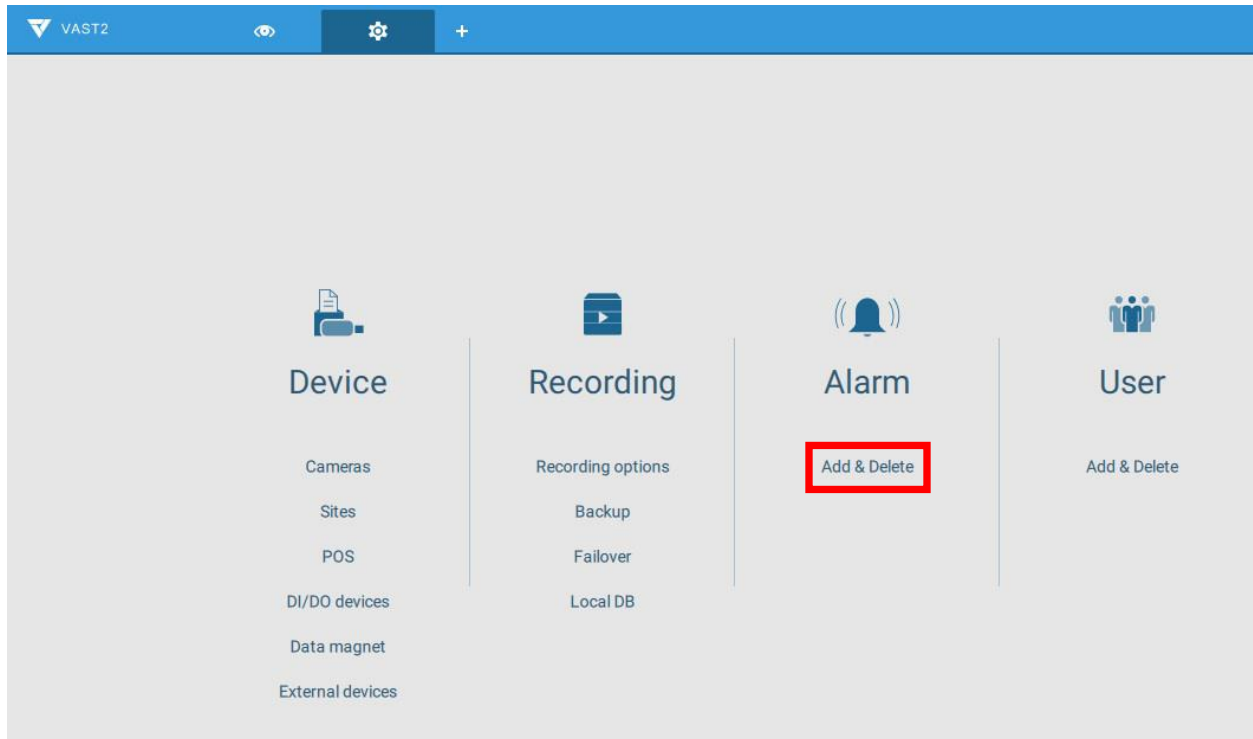 VAST2
Device
Cameras
Sites
POS
DI/DO devices
Data magnet
External devices
Recording
Recording options
Backup
Failover
Local DB
Alarm
Add & Delete
User
Add & Delete